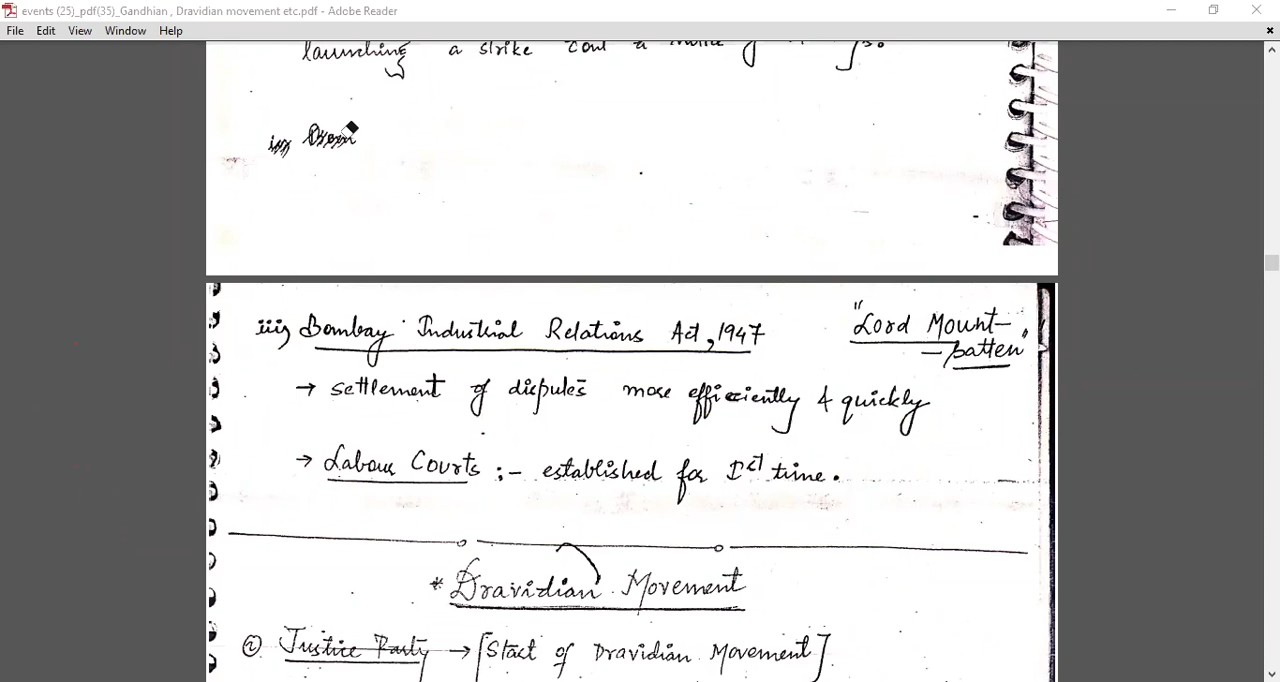 events (25)_pdf(35)_Gandhian , Dravidian movement etc.pdf - Adobe Reader
File Edit View Window Help
launching a strike
iii) Bombay Industrial Relations Act, 1947
"Lord Mount-
- batten"
→ settlement of disputes more efficiently & quickly
→ Labour Courts :- established for Ist time.
* Dravidian Movement
① Justice Party → [Start of Dravidian Movement]